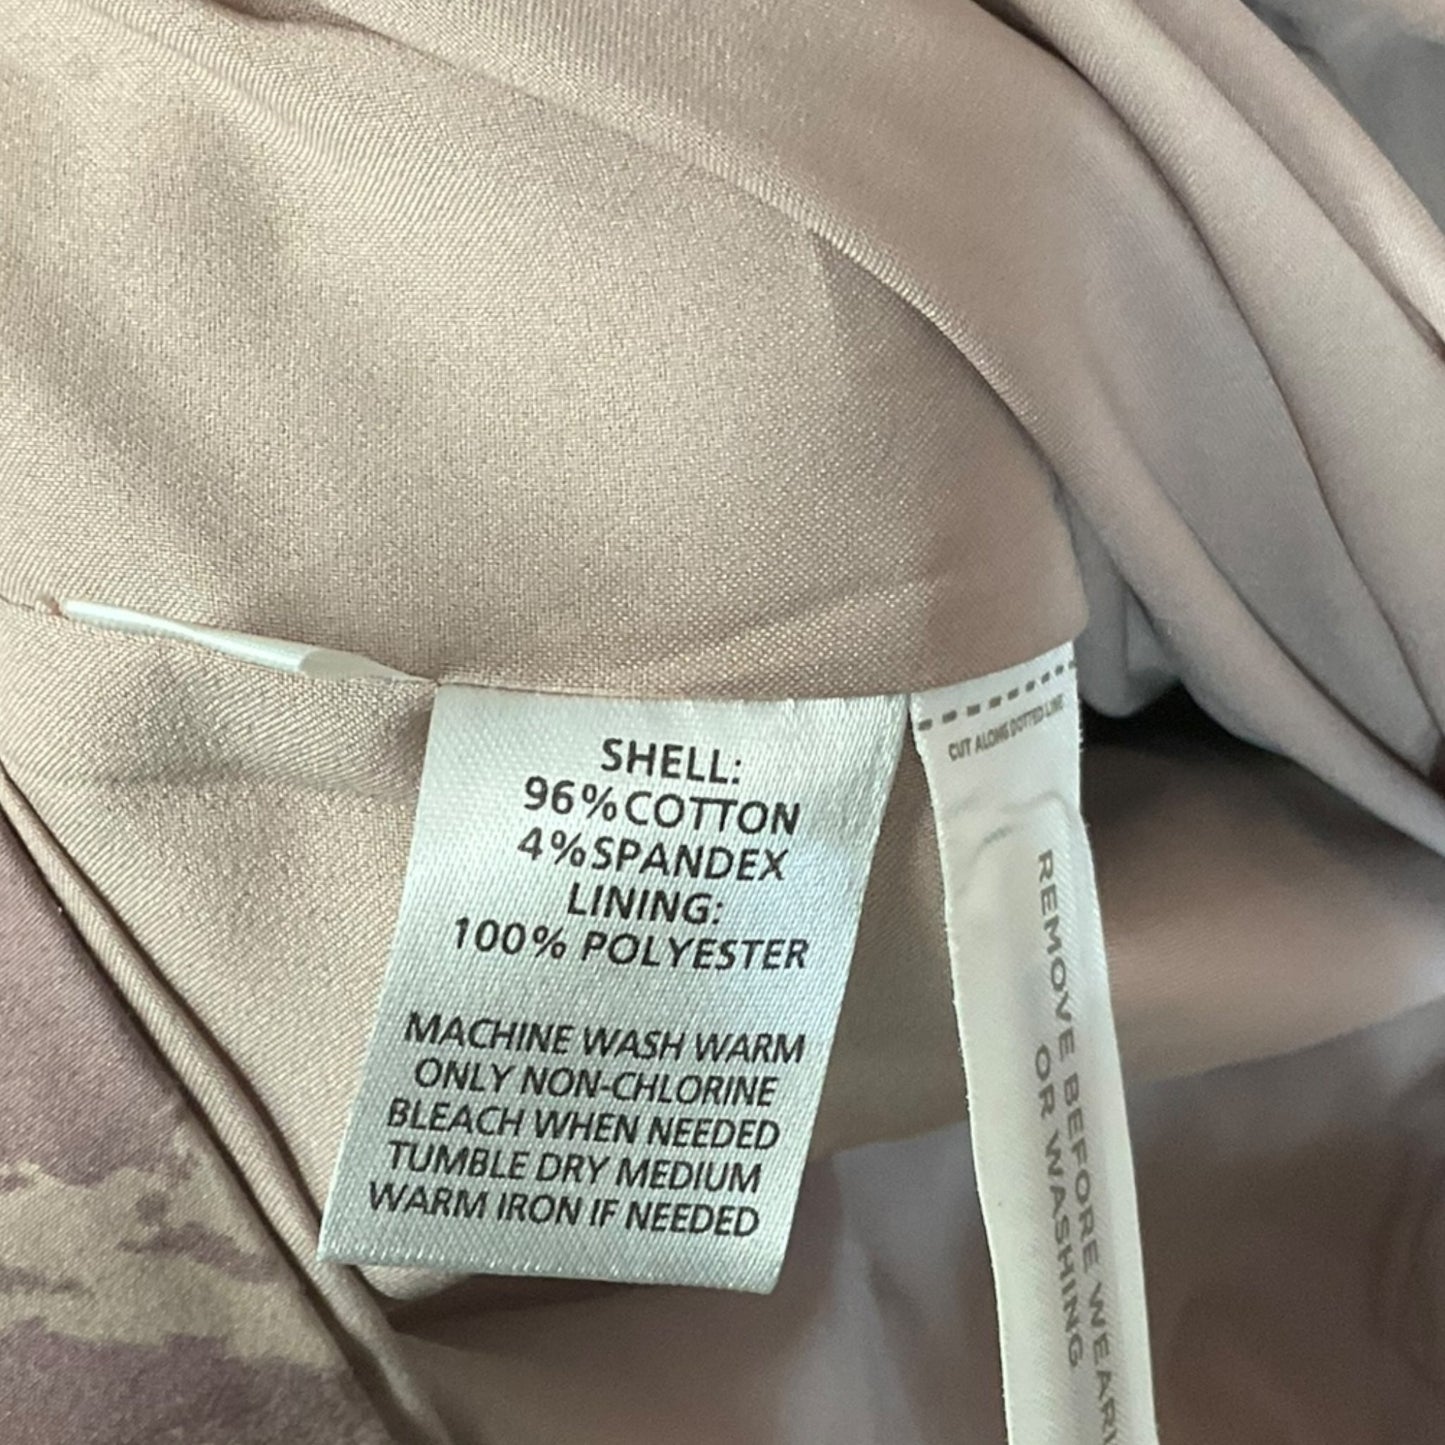 SHELL:
96%COTTON
4%SPANDEX
LINING:
100% POLYESTER
MACHINE WASH WARM
ONLY NON-CHLORINE
BLEACH WHEN NEEDED
TUMBLE DRY MEDIUM
WARM IRON IF NEEDED
CUT ALONG DOTTED LINE
REMOVE BEFORE WEARI
OR WASHING